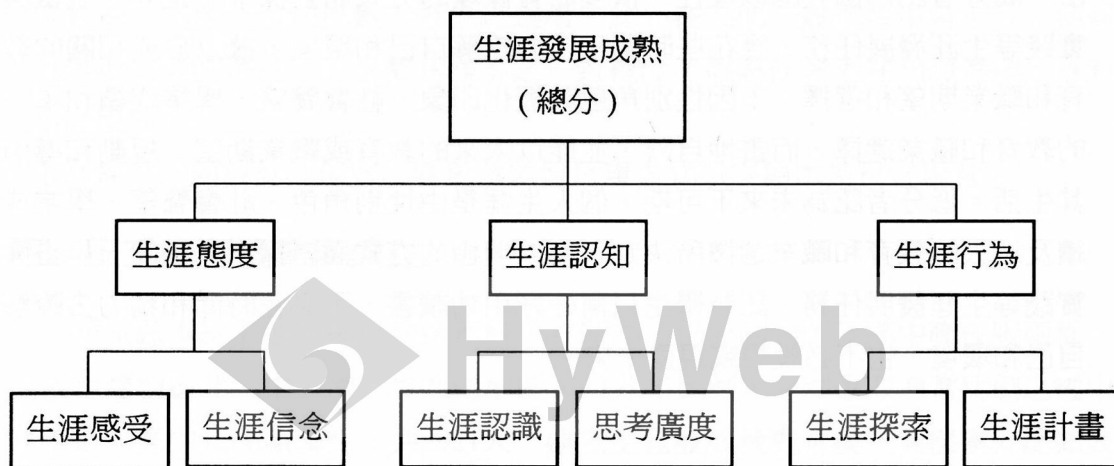 生涯發展成熟
（總分）
生涯態度
生涯認知
生涯行為
生涯感受
生涯信念
生涯認識
思考廣度
生涯探索
生涯計畫
HyWeb